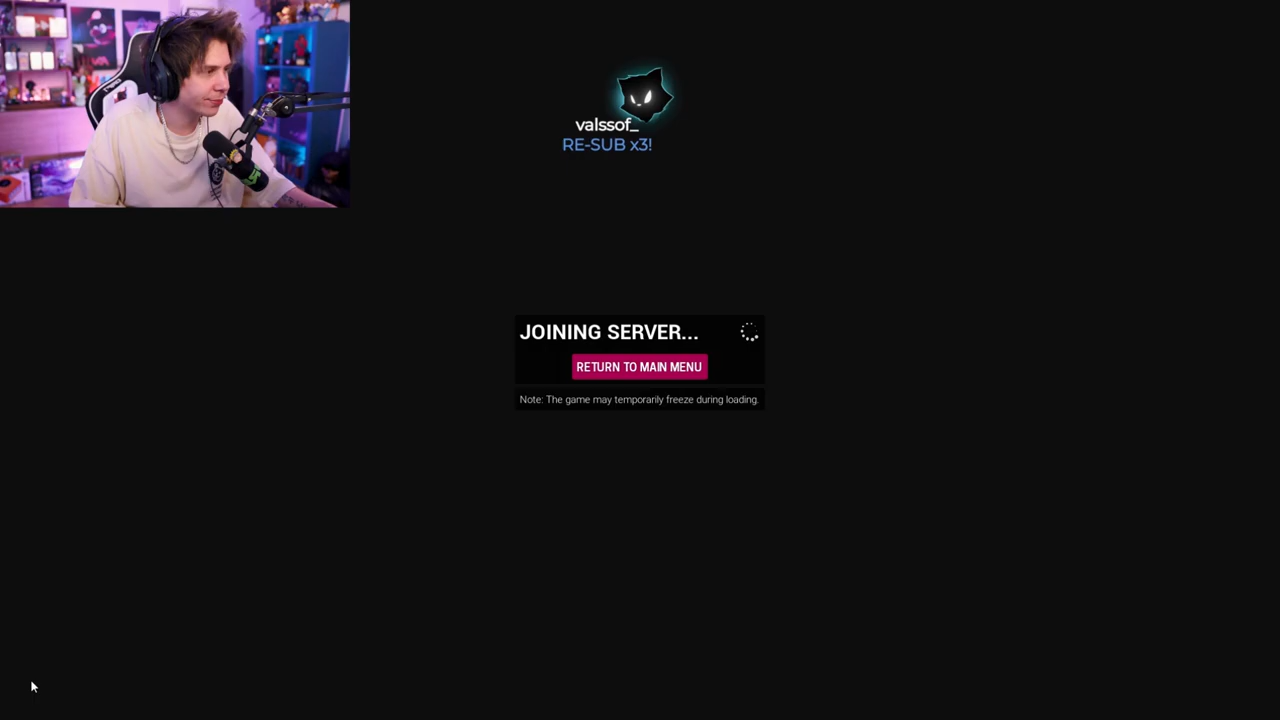 valssof_
RE-SUB x3!
JOINING SERVER...
RETURN TO MAIN MENU
Note: The game may temporarily freeze during loading.